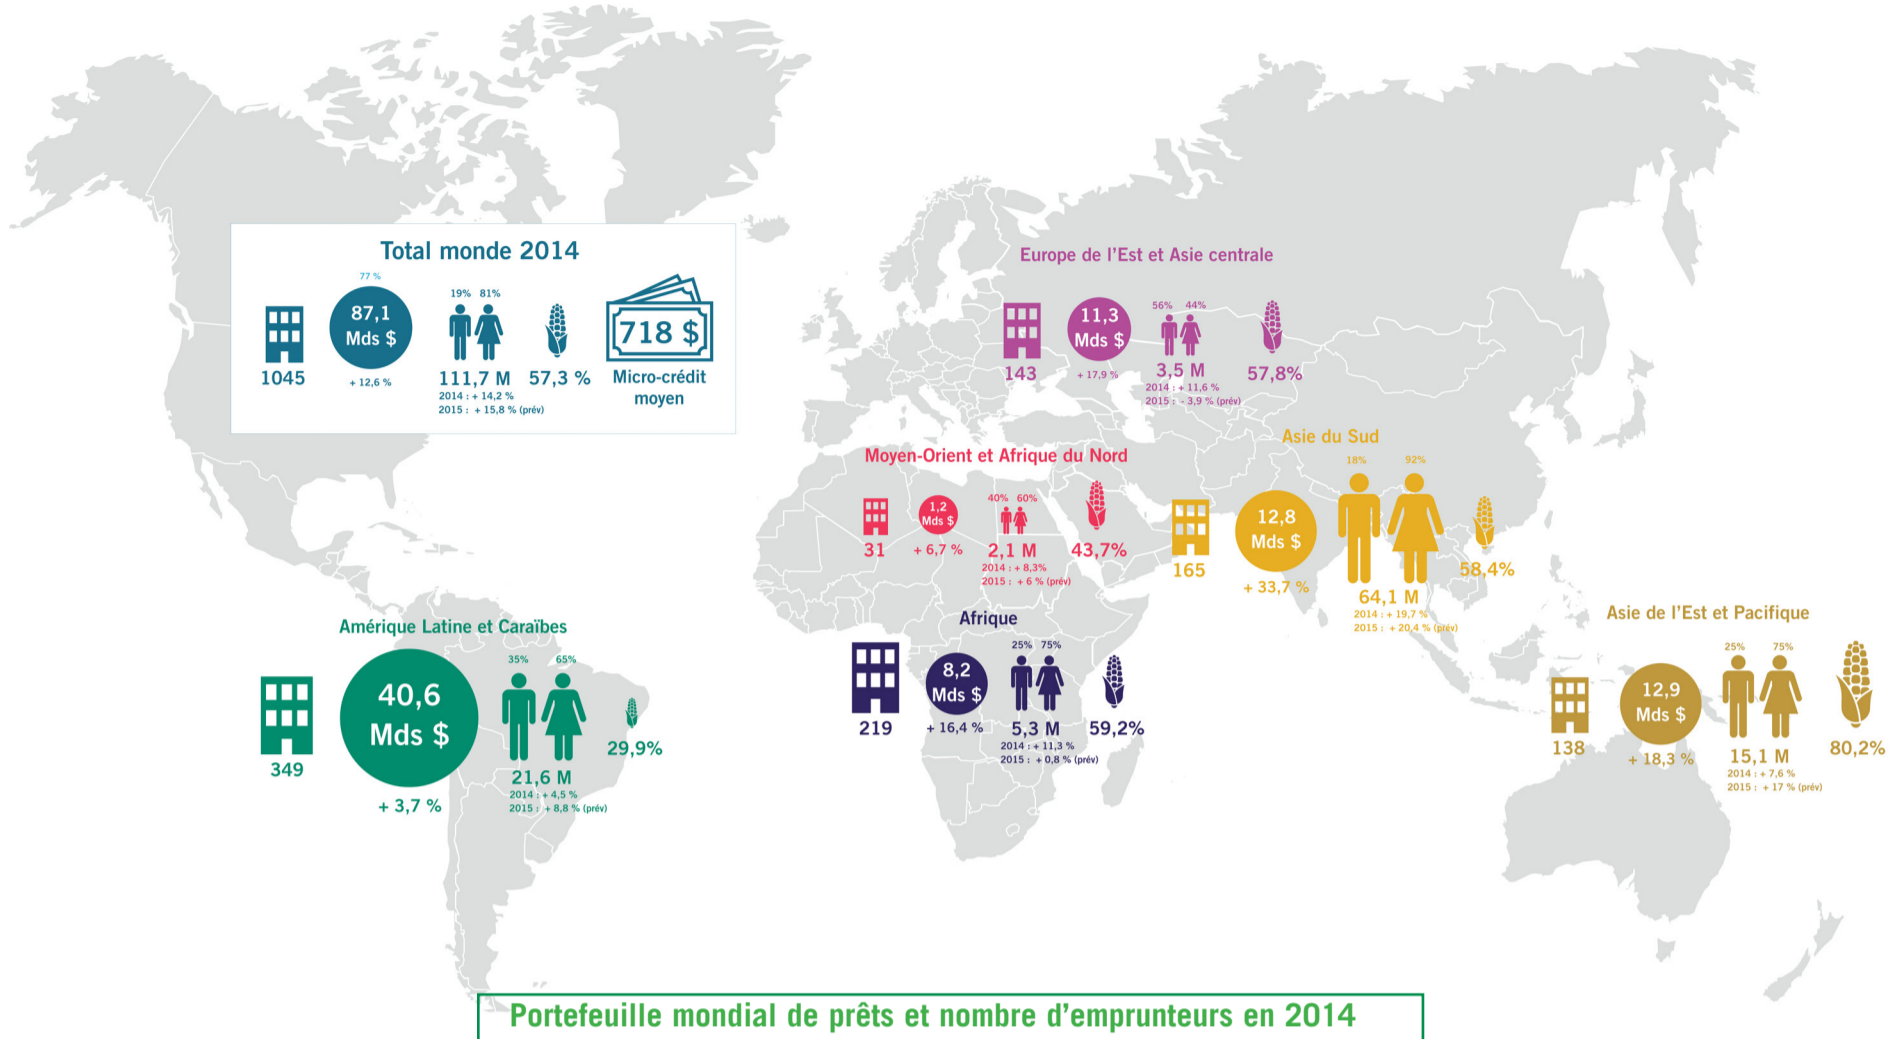 Total monde 2014
77 %
87,1
Mds $
+ 12,6 %
1045
19% 81%
111,7 M
2014 : + 14,2 %
2015 : + 15,8 % (prév)
57,3 %
718 $
Micro-crédit
moyen
Europe de l'Est et Asie centrale
143
11,3
Mds $
+ 17,9 %
56% 44%
3,5 M
2014 : + 11,6 %
2015 : - 3,9 % (prév)
57,8%
Moyen-Orient et Afrique du Nord
31
1,2
Mds $
+ 6,7 %
40% 60%
2,1 M
2014 : + 8,3%
2015 : + 6 % (prév)
43,7%
Asie du Sud
165
12,8
Mds $
+ 33,7 %
18% 92%
64,1 M
2014 : + 19,7 %
2015 : + 20,4 % (prév)
58,4%
Amérique Latine et Caraïbes
349
40,6
Mds $
+ 3,7 %
35% 65%
21,6 M
2014 : + 4,5 %
2015 : + 8,8 % (prév)
29,9%
Afrique
219
8,2
Mds $
+ 16,4 %
25% 75%
5,3 M
2014 : + 11,3 %
2015 : + 0,8 % (prév)
59,2%
Asie de l'Est et Pacifique
138
12,9
Mds $
+ 18,3 %
25% 75%
15,1 M
2014 : + 7,6 %
2015 : + 17 % (prév)
80,2%
Portefeuille mondial de prêts et nombre d'emprunteurs en 2014